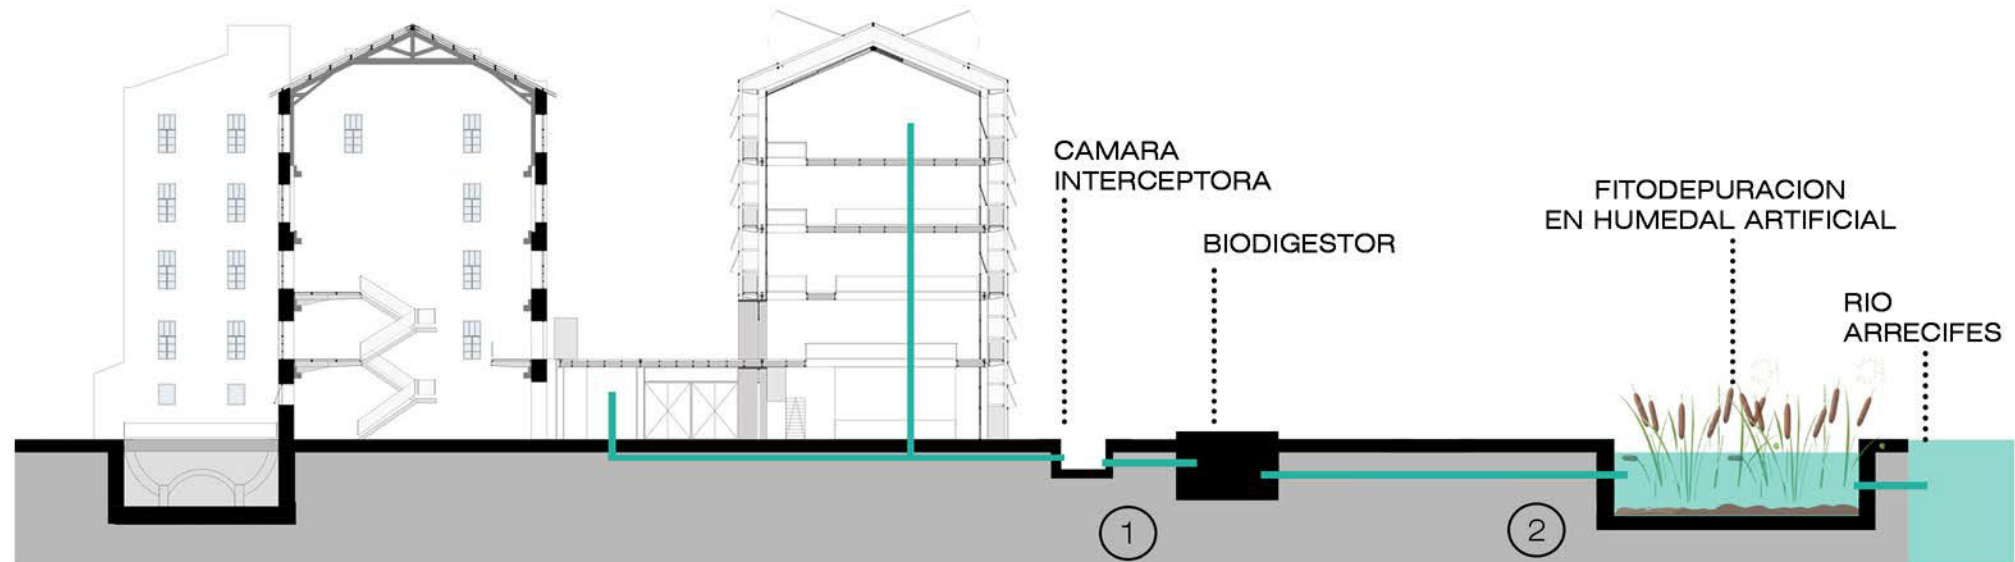 CAMARA
INTERCEPTORA
BIODIGESTOR
FITODEPURACION
EN HUMEDAL ARTIFICIAL
RIO
ARRECIFES
1
2